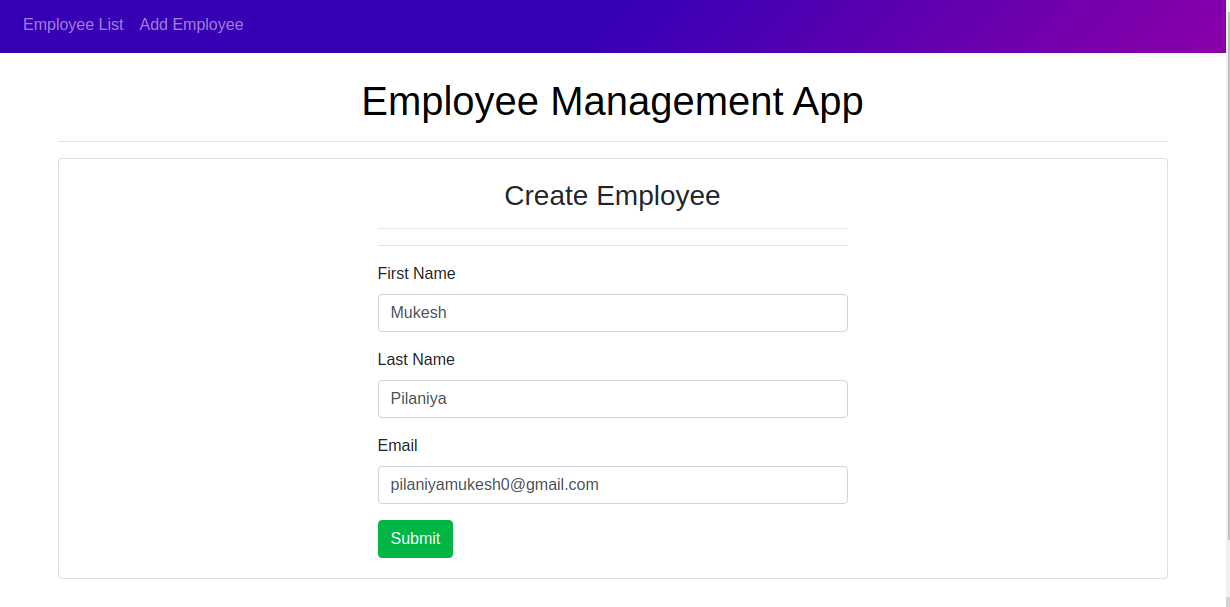 Employee List Add Employee
Employee Management App
Create Employee
First Name
Mukesh
Last Name
Pilaniya
Email
pilaniyamukesh0@gmail.com
Submit